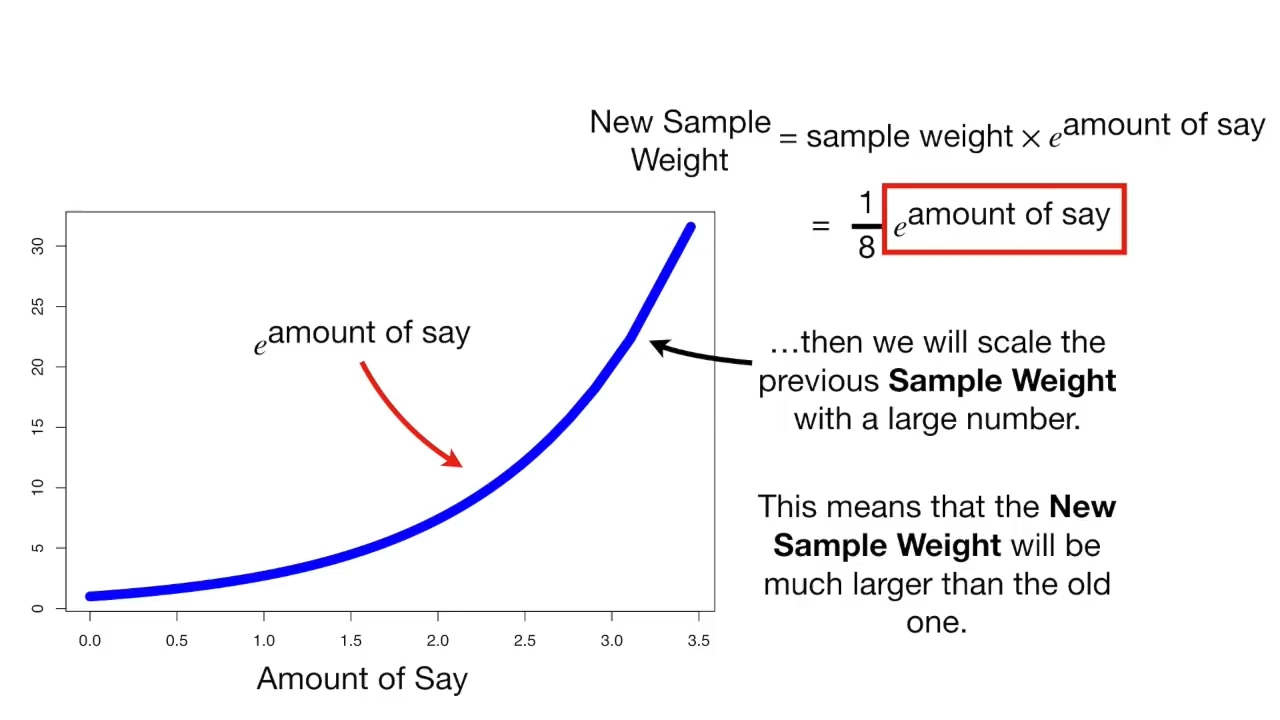 New Sample
Weight
= sample weight × e^amount of say
= 1/8 e^amount of say
e^amount of say
…then we will scale the
previous Sample Weight
with a large number.
This means that the New
Sample Weight will be
much larger than the old
one.
30
25
20
15
10
5
0
0.0 0.5 1.0 1.5 2.0 2.5 3.0 3.5
Amount of Say